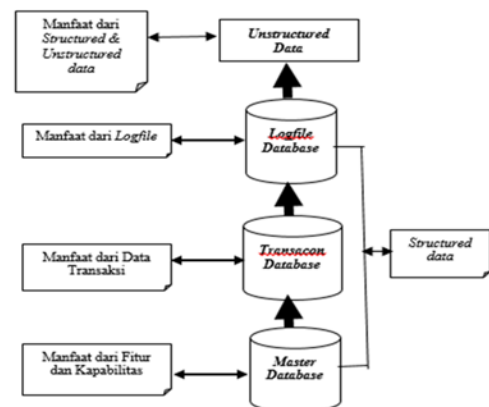 Manfaat dari
Structured &
Unstructured
data
Unstructured
Data
Manfaat dari Logfile
Logfile
Database
Manfaat dari Data
Transaksi
Transacon
Database
Structured
data
Manfaat dari Fitur
dan Kapabilitas
Master
Database